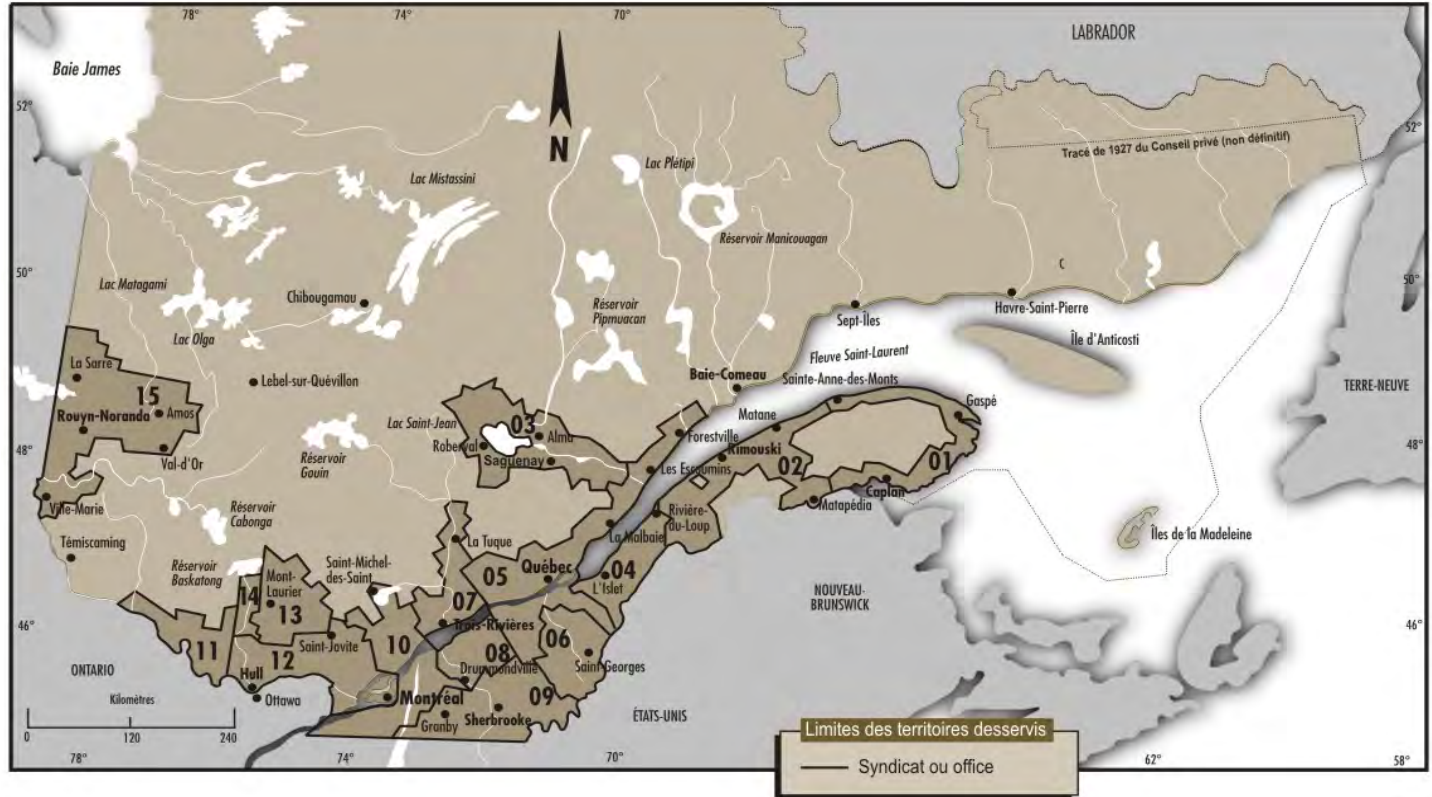 78°
74°
70°
LABRADOR
Baie James
52°
52°
N
Tracé de 1927 du Conseil privé (non définitif)
Lac Plétipi
Lac Mistassini
Réservoir Manicouagan
50°
50°
C
Lac Matagami
Chibougamau
Réservoir
Pipmuacan
Sept-Îles
Havre-Saint-Pierre
Lac Olga
Île d'Anticosti
Fleuve Saint-Laurent
La Sarre
Lebel-sur-Quévillon
Baie-Comeau
Sainte-Anne-des-Monts
TERRE-NEUVE
15
Rouyn-Noranda
Amos
Lac Saint-Jean
03
Alma
Matane
Gaspé
Roberval
Forestville
48°
48°
Val-d'Or
Réservoir
Gouin
Saguenay
Les Escoumins
Rimouski
02
01
Ville-Marie
Réservoir
Cabonga
Caplan
Matapédia
Rivière-
du-Loup
La Malbaie
Îles de la Madeleine
Témiscaming
La Tuque
Réservoir
Baskatong
Saint-Michel-
des-Saint
05
Québec
04
L'Islet
14
Mont-
Laurier
13
07
NOUVEAU-
BRUNSWICK
46°
46°
11
12
Saint-Jovite
10
Trois-Rivières
08
06
Saint-Georges
ONTARIO
Hull
Drummondville
Kilomètres
Ottawa
Montréal
09
Granby
Sherbrooke
ÉTATS-UNIS
0
120
240
Limites des territoires desservis
78°
74°
70°
62°
58°
Syndicat ou office